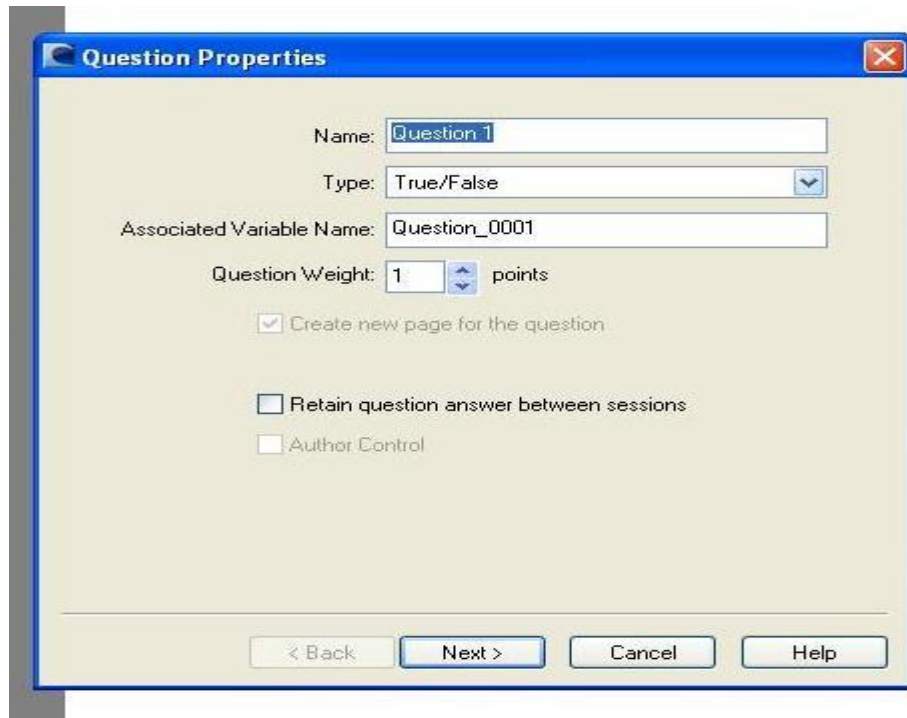 Question Properties
Name: Question 1
Type: True/False
Associated Variable Name: Question_0001
Question Weight: 1 points
Create new page for the question
Retain question answer between sessions
Author Control
< Back Next > Cancel Help